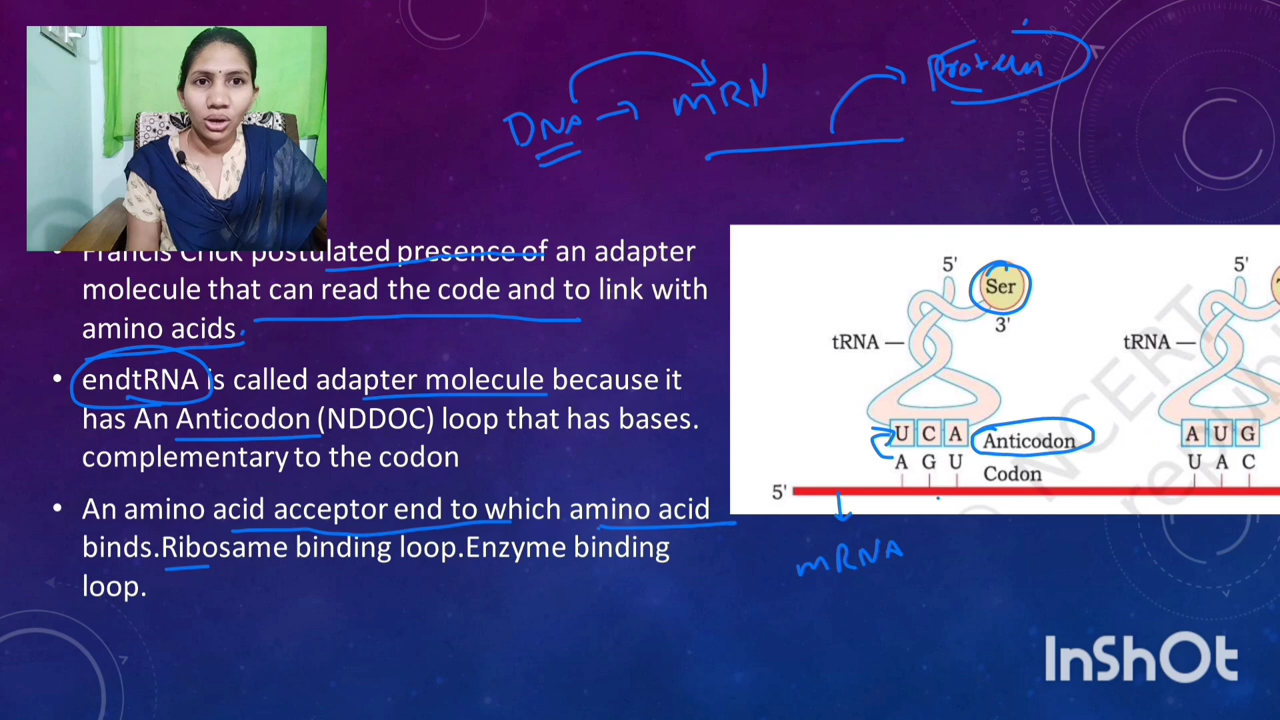 DNA → mRN
Protein
• Francis Crick postulated presence of an adapter
molecule that can read the code and to link with
amino acids.
• endtRNA is called adapter molecule because it
has An Anticodon (NDDOC) loop that has bases.
complementary to the codon
• An amino acid acceptor end to which amino acid
binds.Ribosame binding loop.Enzyme binding
loop.
5'
Ser
3'
tRNA
U C A
Anticodon
A G U
Codon
5'
mRNA
5'
tRNA
A U G
U A C
InShOt